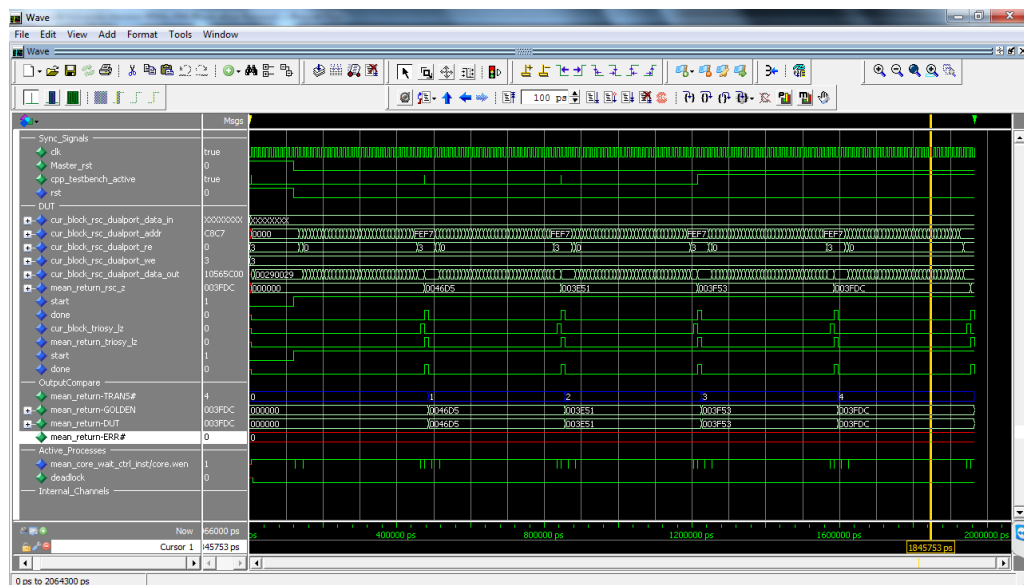 Wave
File Edit View Add Format Tools Window
Wave
100 ps
Msgs
Sync_Signals
clk true
Master_rst 0
cpp_testbench_active true
rst 0
DUT
cur_block_rsc_dualport_data_in XXXXXXXX XXXXXXXX
cur_block_rsc_dualport_addr C8C7 0000 FEF7 FEF7 FEF7 FEF7
cur_block_rsc_dualport_re 0 3 0 3 0 3 0 3 0 3 0
cur_block_rsc_dualport_we 3 3
cur_block_rsc_dualport_data_out 10565C00 00290029
mean_return_rsc_z 003FDC 000000 0046D5 003E51 003F53 003FDC
start 1
done 0
cur_block_triosy_lz 0
mean_return_triosy_lz 0
start 1
done 0
OutputCompare
mean_return-TRANS# 4 0 1 2 3 4
mean_return-GOLDEN 003FDC 000000 0046D5 003E51 003F53 003FDC
mean_return-DUT 003FDC 000000 0046D5 003E51 003F53 003FDC
mean_return-ERR# 0 0
Active_Processes
mean_core_wait_ctrl_inst/core.wen 1
deadlock 0
Internal_Channels
Now 066000 ps ps 400000 ps 800000 ps 1200000 ps 1600000 ps 2000000 ps
Cursor 1 845753 ps 1845753 ps
0 ps to 2064300 ps